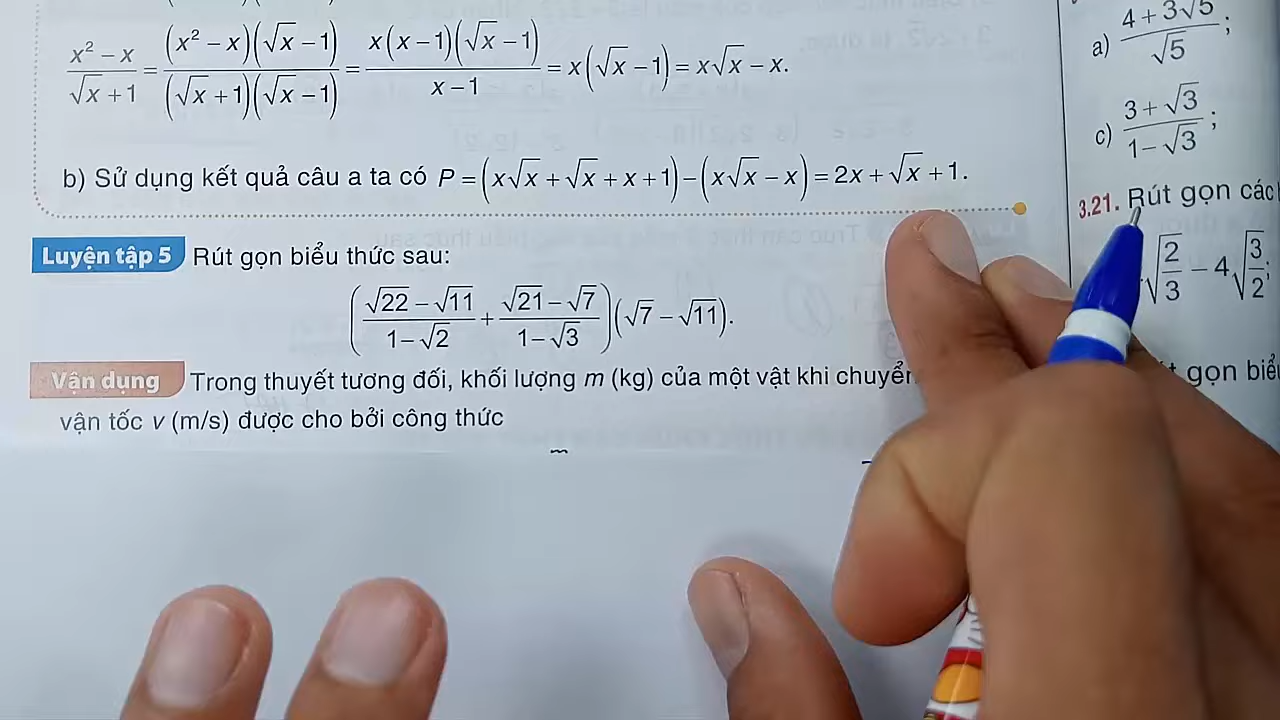 (x² – x)/(√x + 1) = (x² – x)(√x – 1)/(√x + 1)(√x – 1) = x(x – 1)(√x – 1)/(x – 1) = x(√x – 1) = x√x – x.
b) Sử dụng kết quả câu a ta có P = (x√x + √x + x + 1) – (x√x – x) = 2x + √x + 1.
Luyện tập 5 Rút gọn biểu thức sau:
((√22 – √11)/(1 – √2) + (√21 – √7)/(1 – √3))(√7 – √11).
Vận dụng Trong thuyết tương đối, khối lượng m (kg) của một vật khi chuyển
vận tốc v (m/s) được cho bởi công thức
a) (4 + 3√5)/√5;
c) (3 + √3)/(1 – √3);
3.21. Rút gọn các
√(2/3) – 4√(3/2);
gọn